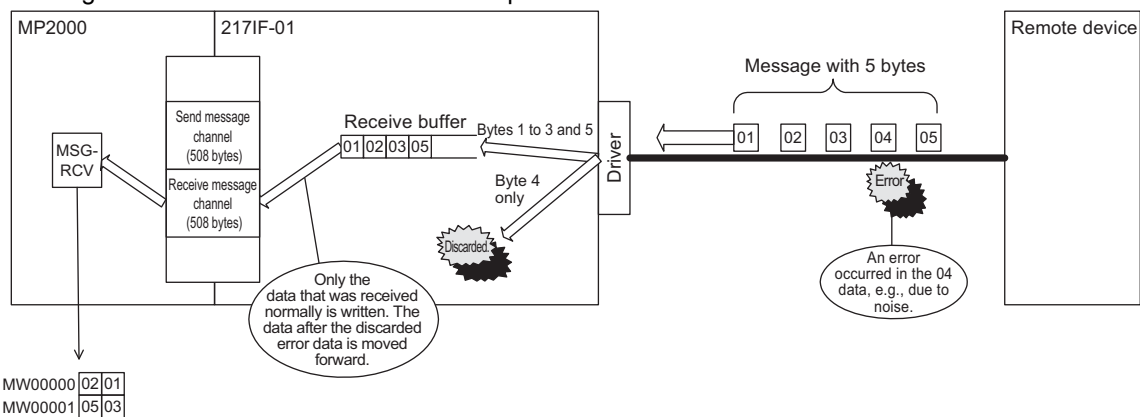 MP2000
217IF-01
Remote device
Message with 5 bytes
Send message
channel
(508 bytes)
Receive message
channel
(508 bytes)
MSG-
RCV
Receive buffer
01 02 03 05
Bytes 1 to 3 and 5
Byte 4
only
Driver
01 02 03 04 05
Error
Discarded.
Only the
data that was received
normally is written. The
data after the discarded
error data is moved
forward.
An error
occurred in the 04
data, e.g., due to
noise.
MW00000 02 01
MW00001 05 03